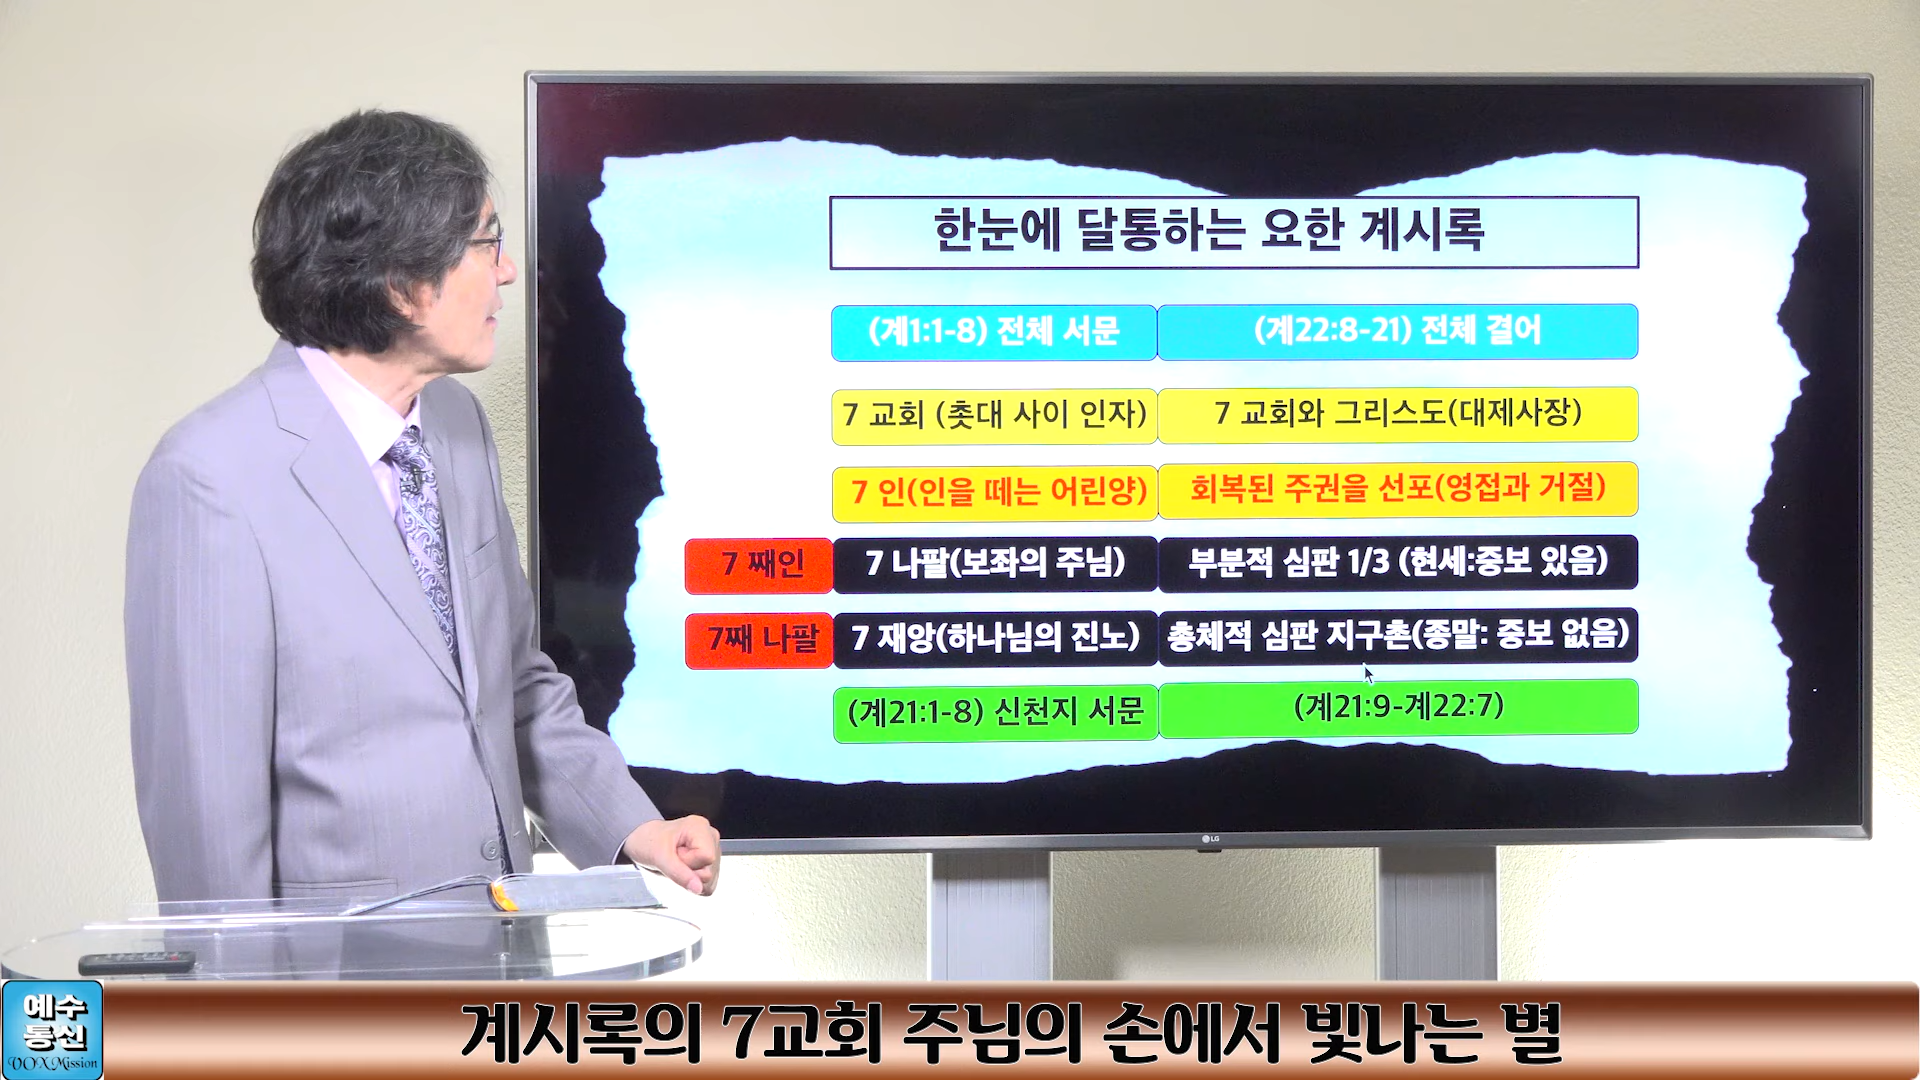 한눈에 달통하는 요한 계시록
(계1:1-8) 전체 서문 (계22:8-21) 전체 결어
7 교회 (촛대 사이 인자) 7 교회와 그리스도(대제사장)
7 인(인을 떼는 어린양) 회복된 주권을 선포(영접과 거절)
7 째인 7 나팔(보좌의 주님) 부분적 심판 1/3 (현세:중보 있음)
7째 나팔 7 재앙(하나님의 진노) 총체적 심판 지구촌(종말: 중보 없음)
(계21:1-8) 신천지 서문 (계21:9-계22:7)
LG
예수
통신
VOX Mission
계시록의 7교회 주님의 손에서 빛나는 별